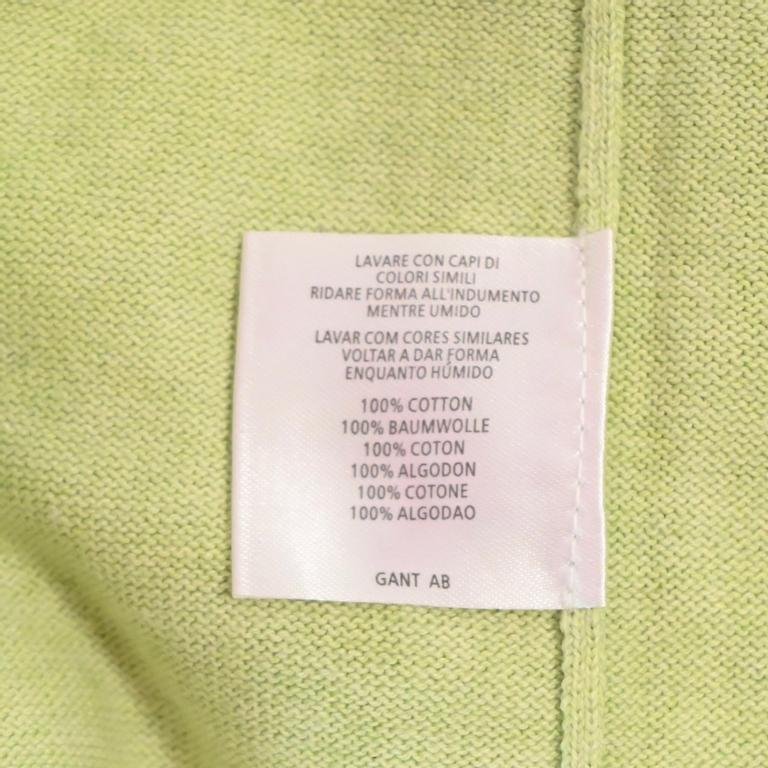 LAVARE CON CAPI DI
COLORI SIMILI
RIDARE FORMA ALL'INDUMENTO
MENTRE UMIDO
LAVAR COM CORES SIMILARES
VOLTAR A DAR FORMA
ENQUANTO HÚMIDO
100% COTTON
100% BAUMWOLLE
100% COTON
100% ALGODON
100% COTONE
100% ALGODAO
GANT AB